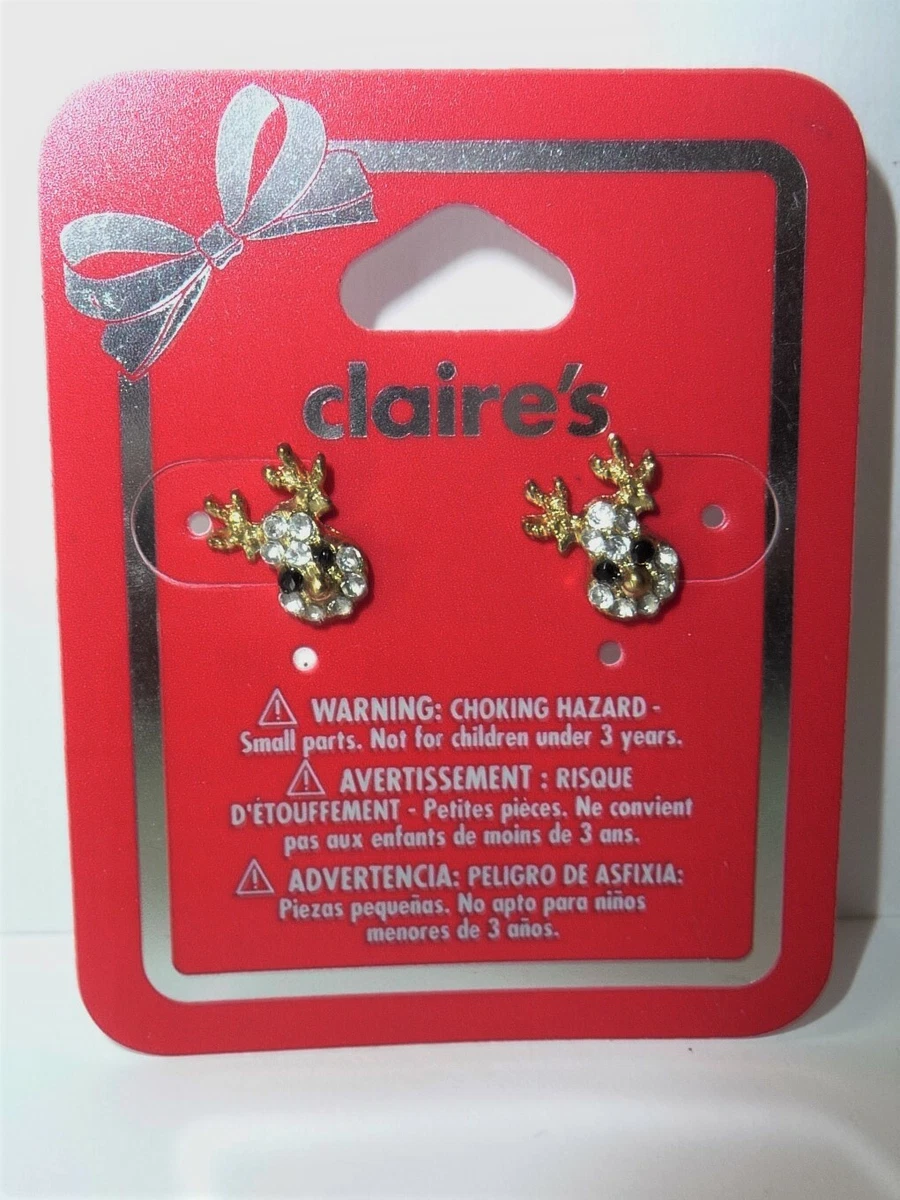 claire's
WARNING: CHOKING HAZARD -
Small parts. Not for children under 3 years.
AVERTISSEMENT : RISQUE
D'ÉTOUFFEMENT - Petites pièces. Ne convient
pas aux enfants de moins de 3 ans.
ADVERTENCIA: PELIGRO DE ASFIXIA:
Piezas pequeñas. No apto para niños
menores de 3 años.